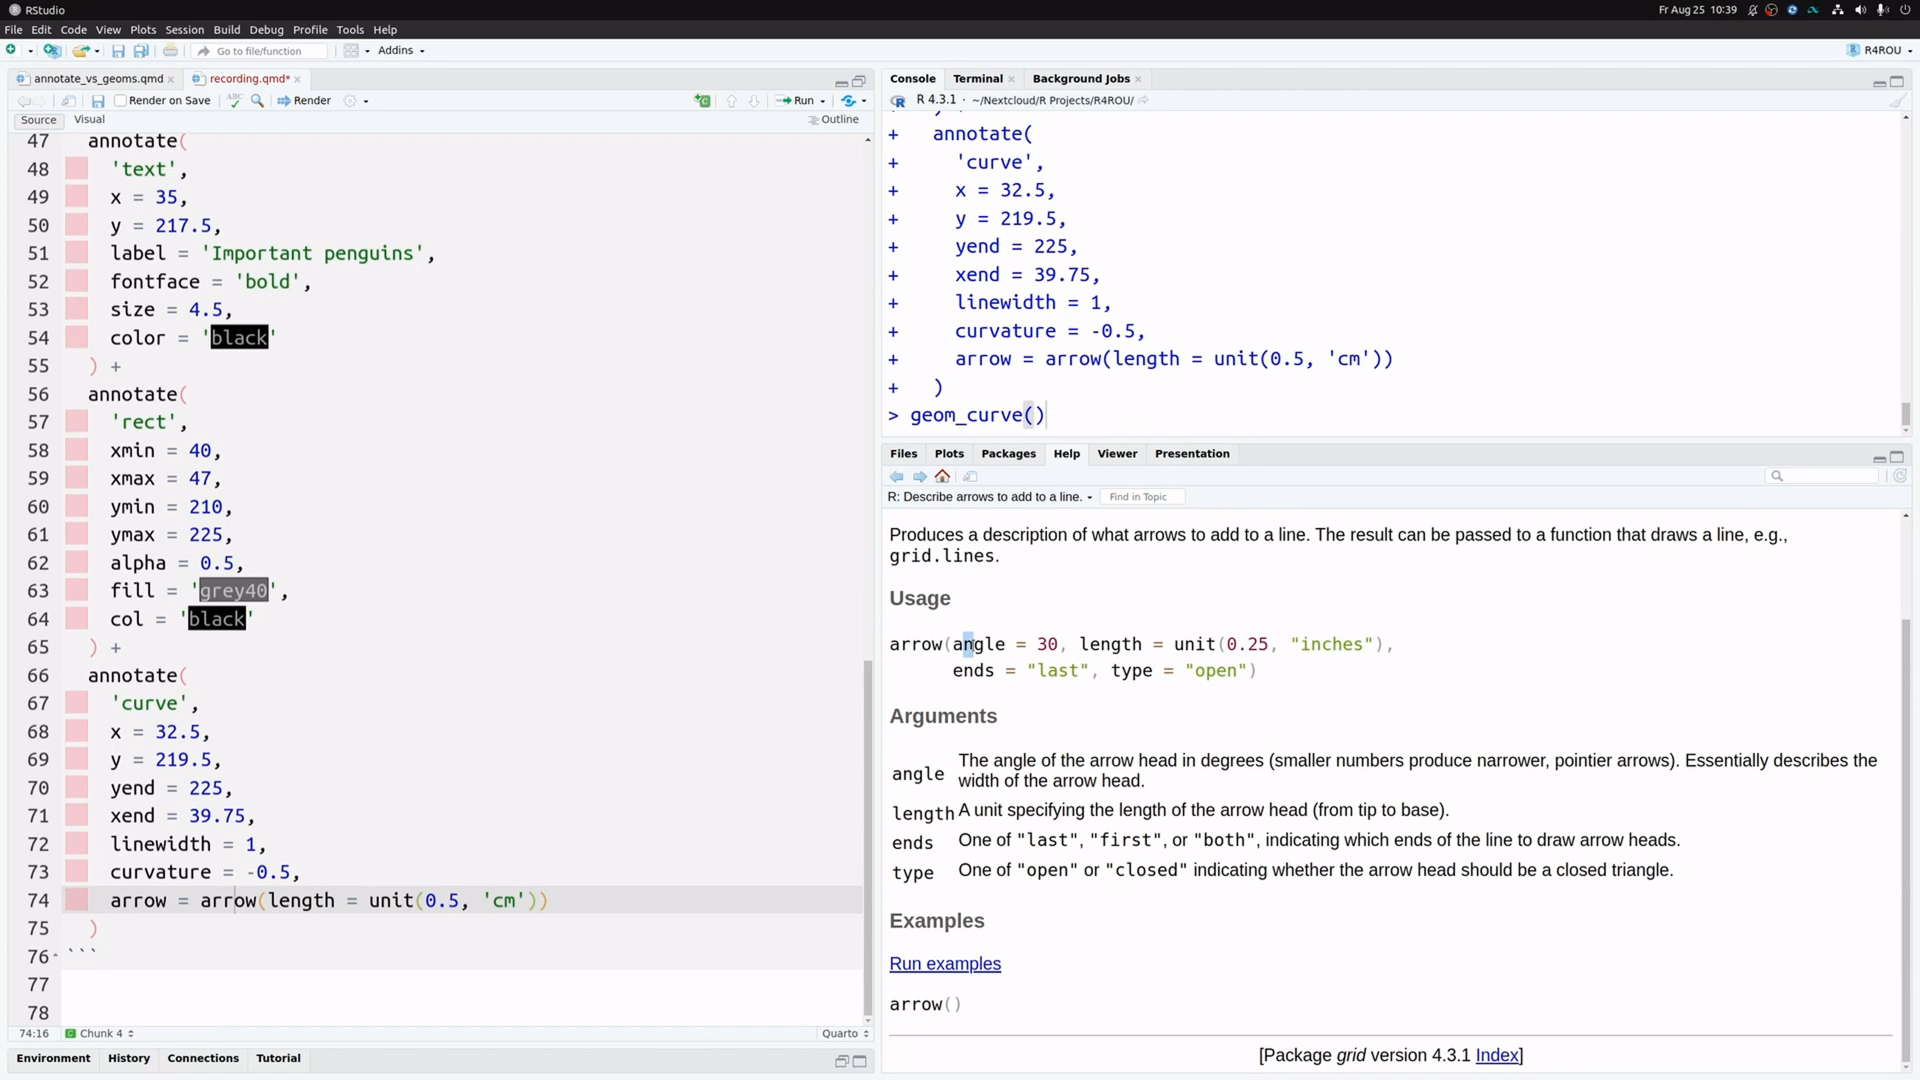 RStudio
Fr Aug 25 10:39
File Edit Code View Plots Session Build Debug Profile Tools Help
Go to file/function
Addins
R4ROU
annotate_vs_geoms.qmd
recording.qmd*
Render on Save
Render
Run
Source Visual
Outline
47 annotate(
48 'text',
49 x = 35,
50 y = 217.5,
51 label = 'Important penguins',
52 fontface = 'bold',
53 size = 4.5,
54 color = 'black'
55 ) +
56 annotate(
57 'rect',
58 xmin = 40,
59 xmax = 47,
60 ymin = 210,
61 ymax = 225,
62 alpha = 0.5,
63 fill = 'grey40',
64 col = 'black'
65 ) +
66 annotate(
67 'curve',
68 x = 32.5,
69 y = 219.5,
70 yend = 225,
71 xend = 39.75,
72 linewidth = 1,
73 curvature = -0.5,
74 arrow = arrow(length = unit(0.5, 'cm'))
75 )
76 ```
77
78
74:16 Chunk 4 Quarto
Environment History Connections Tutorial
Console Terminal Background Jobs
R 4.3.1 · ~/Nextcloud/R Projects/R4ROU/
+ annotate(
+ 'curve',
+ x = 32.5,
+ y = 219.5,
+ yend = 225,
+ xend = 39.75,
+ linewidth = 1,
+ curvature = -0.5,
+ arrow = arrow(length = unit(0.5, 'cm'))
+ )
> geom_curve()
Files Plots Packages Help Viewer Presentation
R: Describe arrows to add to a line.
Find in Topic
Produces a description of what arrows to add to a line. The result can be passed to a function that draws a line, e.g.,
grid.lines.
Usage
arrow(angle = 30, length = unit(0.25, "inches"),
ends = "last", type = "open")
Arguments
angle The angle of the arrow head in degrees (smaller numbers produce narrower, pointier arrows). Essentially describes the
width of the arrow head.
length A unit specifying the length of the arrow head (from tip to base).
ends One of "last", "first", or "both", indicating which ends of the line to draw arrow heads.
type One of "open" or "closed" indicating whether the arrow head should be a closed triangle.
Examples
Run examples
arrow()
[Package grid version 4.3.1 Index]